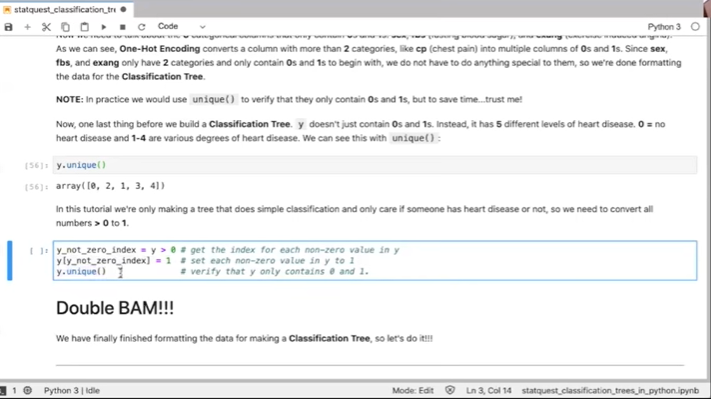 statquest_classification_tre
Code
Python 3
As we can see, One-Hot Encoding converts a column with more than 2 categories, like cp (chest pain) into multiple columns of 0s and 1s. Since sex,
fbs, and exang only have 2 categories and only contain 0s and 1s to begin with, we do not have to do anything special to them, so we're done formatting
the data for the Classification Tree.
NOTE: In practice we would use unique() to verify that they only contain 0s and 1s, but to save time...trust me!
Now, one last thing before we build a Classification Tree. y doesn't just contain 0s and 1s. Instead, it has 5 different levels of heart disease. 0 = no
heart disease and 1-4 are various degrees of heart disease. We can see this with unique():
[56]: y.unique()
[56]: array([0, 2, 1, 3, 4])
In this tutorial we're only making a tree that does simple classification and only care if someone has heart disease or not, so we need to convert all
numbers > 0 to 1.
[ ]: y_not_zero_index = y > 0 # get the index for each non-zero value in y
y[y_not_zero_index] = 1 # set each non-zero value in y to 1
y.unique() # verify that y only contains 0 and 1.
Double BAM!!!
We have finally finished formatting the data for making a Classification Tree, so let's do it!!!
1 Python 3 | Idle Mode: Edit Ln 3, Col 14 statquest_classification_trees_in_python.ipynb